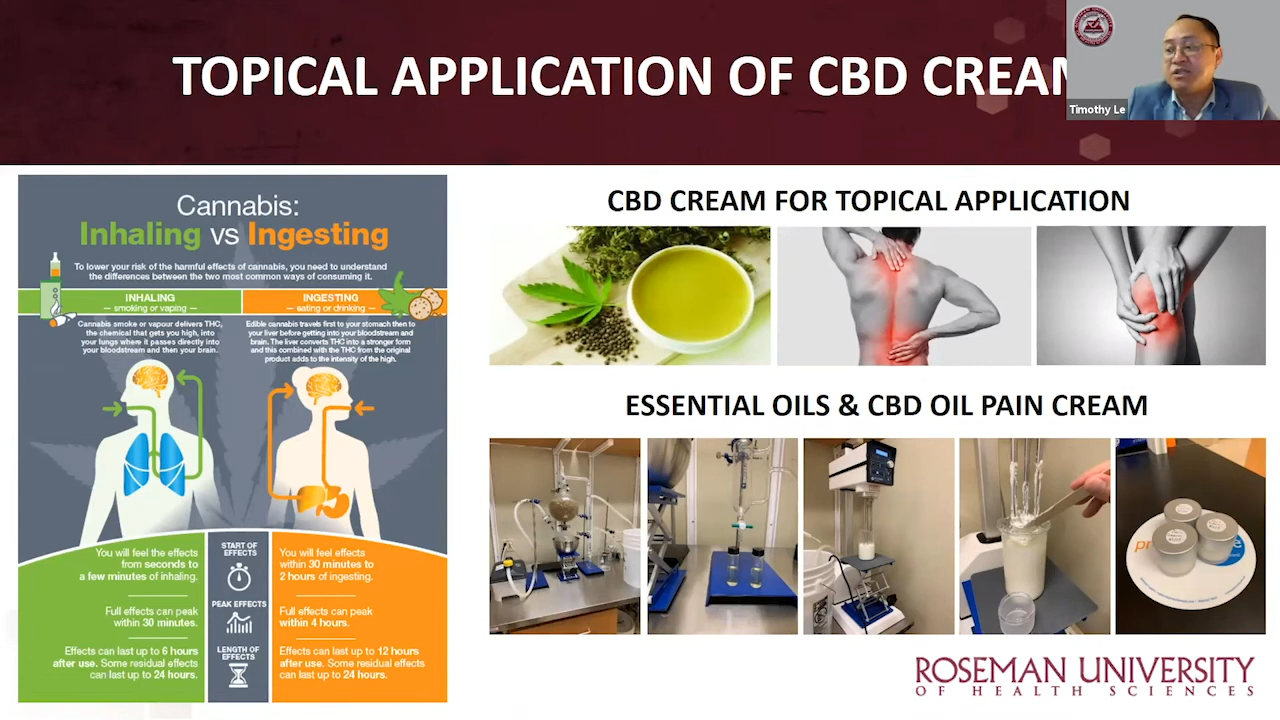 TOPICAL APPLICATION OF CBD CREAM
Timothy Le
Cannabis:
Inhaling vs Ingesting
To lower your risk of the harmful effects of cannabis, you need to understand
the differences between the two most common ways of consuming it.
INHALING
— smoking or vaping —
INGESTING
— eating or drinking —
Cannabis smoke or vapour delivers THC,
the chemical that gets you high, into
your lungs where it passes directly into
your bloodstream and then your brain.
Edible cannabis travels first to your stomach then to
your liver before getting into your bloodstream and
brain. The liver converts THC into a stronger form
and this combined with the THC from the original
product adds to the intensity of the high.
You will feel the effects
from seconds to
a few minutes of inhaling.
START OF
EFFECTS
You will feel effects
within 30 minutes to
2 hours of ingesting.
Full effects can peak
within 30 minutes.
PEAK EFFECTS
Full effects can peak
within 4 hours.
Effects can last up to 6 hours
after use. Some residual effects
can last up to 24 hours.
LENGTH OF
EFFECTS
Effects can last up to 12 hours
after use. Some residual effects
can last up to 24 hours.
CBD CREAM FOR TOPICAL APPLICATION
ESSENTIAL OILS & CBD OIL PAIN CREAM
ROSEMAN UNIVERSITY
OF HEALTH SCIENCES